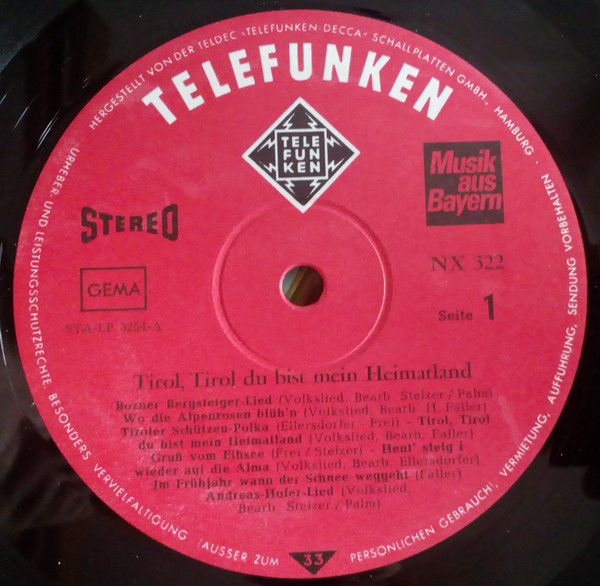 HERGESTELLT VON DER TELDEC »TELEFUNKEN-DECCA« SCHALLPLATTEN GMBH., HAMBURG
TELEFUNKEN
TELE
FUN
KEN
Musik
aus
Bayern
STEREO
NX 322
GEMA
Seite 1
STA-LP 3254-A
Tirol, Tirol du bist mein Heimatland
Bozner Bergsteiger-Lied (Volkslied, Bearb. Stelzer / Palm)
Wo die Alpenrosen blüh'n (Volkslied, Bearb. H. Faller)
Tiroler Schützen-Polka (Ellersdorfer - Frei) - Tirol, Tirol
du bist mein Heimatland (Volkslied, Bearb. Faller)
Gruß vom Eibsee (Frei / Stelzer) - Heut' steig i
wieder auf die Alma (Volkslied, Bearb. Ellersdorfer)
Im Frühjahr wann der Schnee weggeht (Faller)
Andreas-Hofer-Lied (Volkslied,
Bearb. Stelzer / Palm)
33
URHEBER UND LEISTUNGSSCHUTZRECHTE. BESONDERS VERVIELFÄLTIGUNG (AUSSER ZUM PERSÖNLICHEN GEBRAUCH), VERMIETUNG, AUFFÜHRUNG, SENDUNG VORBEHALTEN